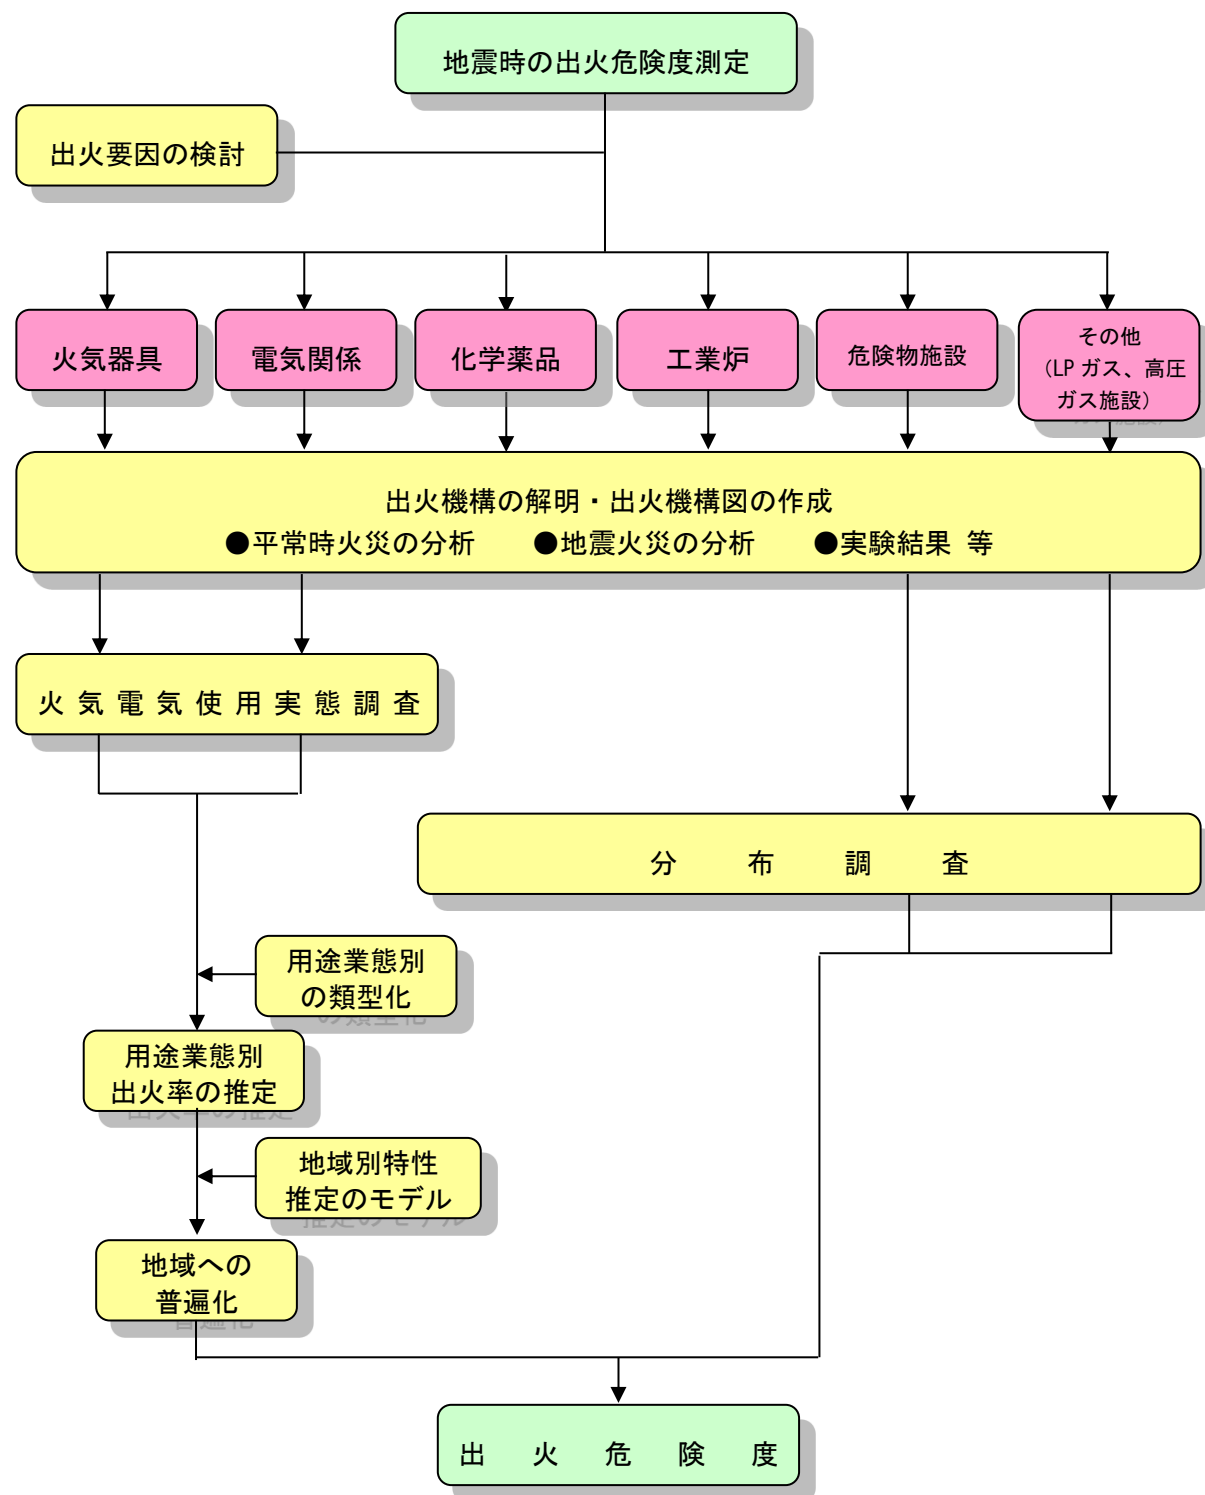 地震時の出火危険度測定
出火要因の検討
火気器具
電気関係
化学薬品
工業炉
危険物施設
その他
（LP ガス、高圧
ガス施設）
出火機構の解明・出火機構図の作成
●平常時火災の分析　●地震火災の分析　●実験結果 等
火気電気使用実態調査
分布調査
用途業態別
の類型化
用途業態別
出火率の推定
地域別特性
推定のモデル
地域への
普遍化
出火危険度